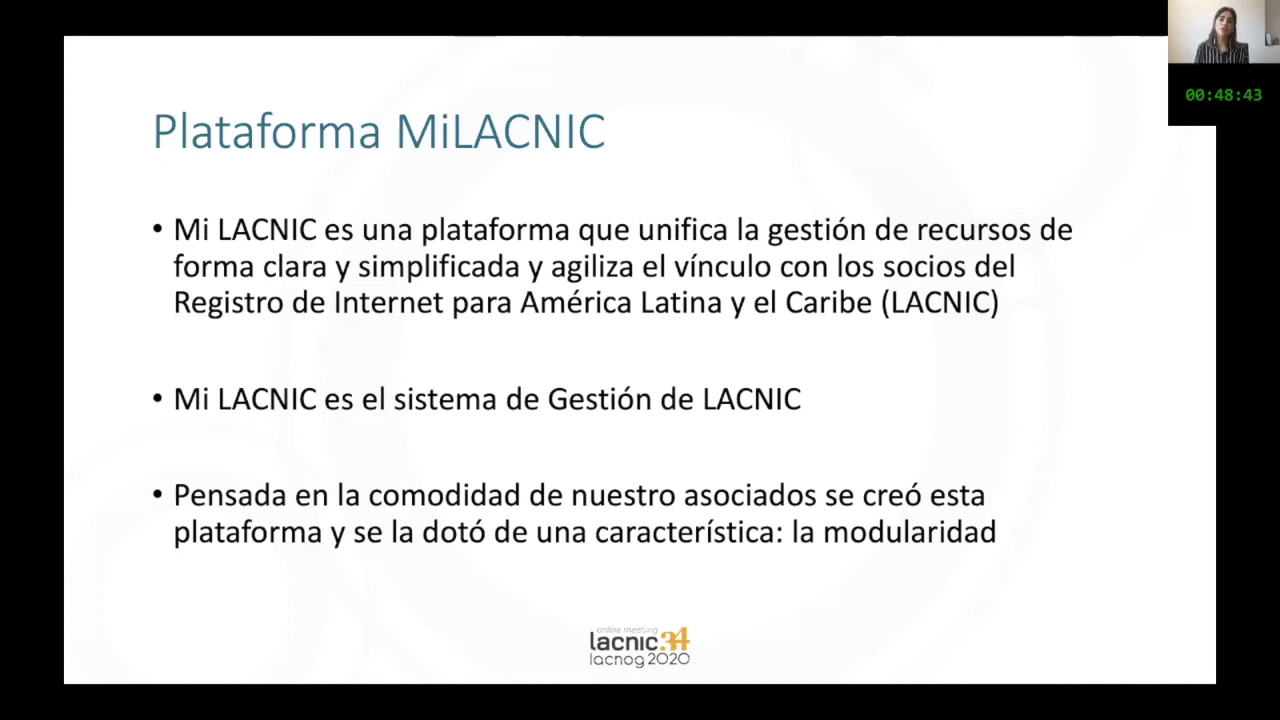 00:48:43
Plataforma MiLACNIC
• Mi LACNIC es una plataforma que unifica la gestión de recursos de
forma clara y simplificada y agiliza el vínculo con los socios del
Registro de Internet para América Latina y el Caribe (LACNIC)
• Mi LACNIC es el sistema de Gestión de LACNIC
• Pensada en la comodidad de nuestro asociados se creó esta
plataforma y se la dotó de una característica: la modularidad
online meeting
lacnic34
lacnog2020